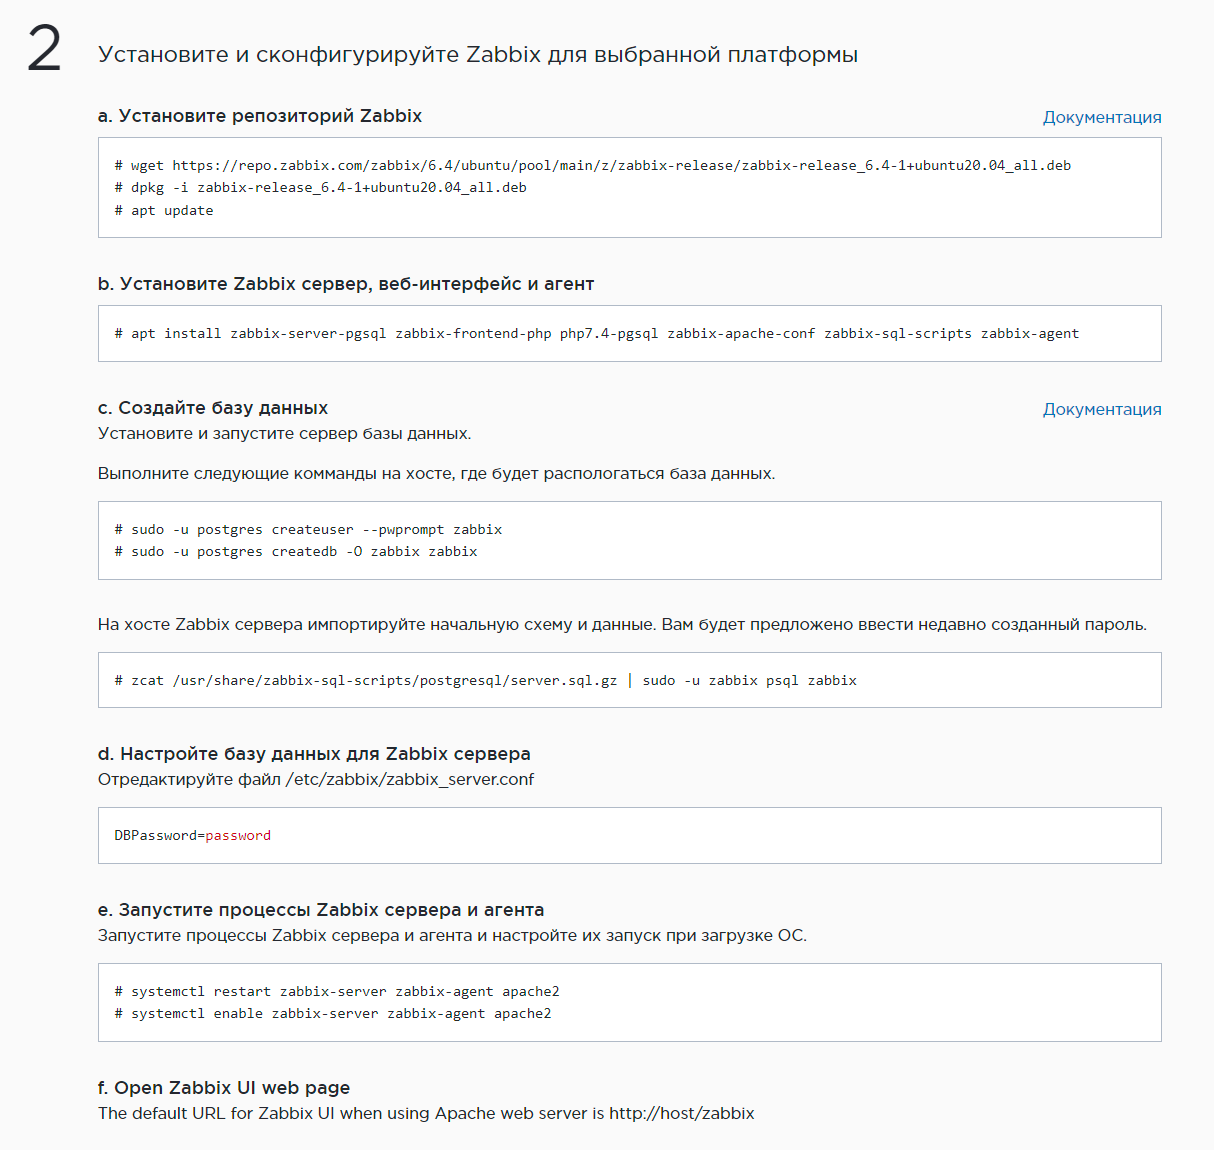 2
Установите и сконфигурируйте Zabbix для выбранной платформы
a. Установите репозиторий Zabbix
Документация
# wget https://repo.zabbix.com/zabbix/6.4/ubuntu/pool/main/z/zabbix-release/zabbix-release_6.4-1+ubuntu20.04_all.deb
# dpkg -i zabbix-release_6.4-1+ubuntu20.04_all.deb
# apt update
b. Установите Zabbix сервер, веб-интерфейс и агент
# apt install zabbix-server-pgsql zabbix-frontend-php php7.4-pgsql zabbix-apache-conf zabbix-sql-scripts zabbix-agent
c. Создайте базу данных
Документация
Установите и запустите сервер базы данных.
Выполните следующие комманды на хосте, где будет распологаться база данных.
# sudo -u postgres createuser --pwprompt zabbix
# sudo -u postgres createdb -O zabbix zabbix
На хосте Zabbix сервера импортируйте начальную схему и данные. Вам будет предложено ввести недавно созданный пароль.
# zcat /usr/share/zabbix-sql-scripts/postgresql/server.sql.gz | sudo -u zabbix psql zabbix
d. Настройте базу данных для Zabbix сервера
Отредактируйте файл /etc/zabbix/zabbix_server.conf
DBPassword=password
e. Запустите процессы Zabbix сервера и агента
Запустите процессы Zabbix сервера и агента и настройте их запуск при загрузке ОС.
# systemctl restart zabbix-server zabbix-agent apache2
# systemctl enable zabbix-server zabbix-agent apache2
f. Open Zabbix UI web page
The default URL for Zabbix UI when using Apache web server is http://host/zabbix